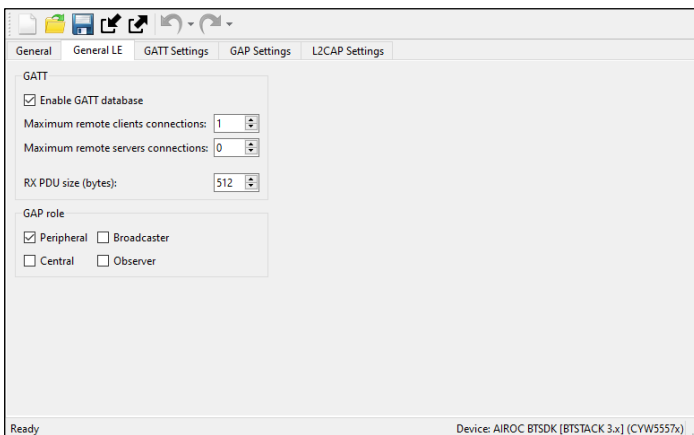 General General LE GATT Settings GAP Settings L2CAP Settings
GATT
Enable GATT database
Maximum remote clients connections: 1
Maximum remote servers connections: 0
RX PDU size (bytes): 512
GAP role
Peripheral Broadcaster
Central Observer
Ready Device: AIROC BTSDK [BTSTACK 3.x] (CYW5557x)